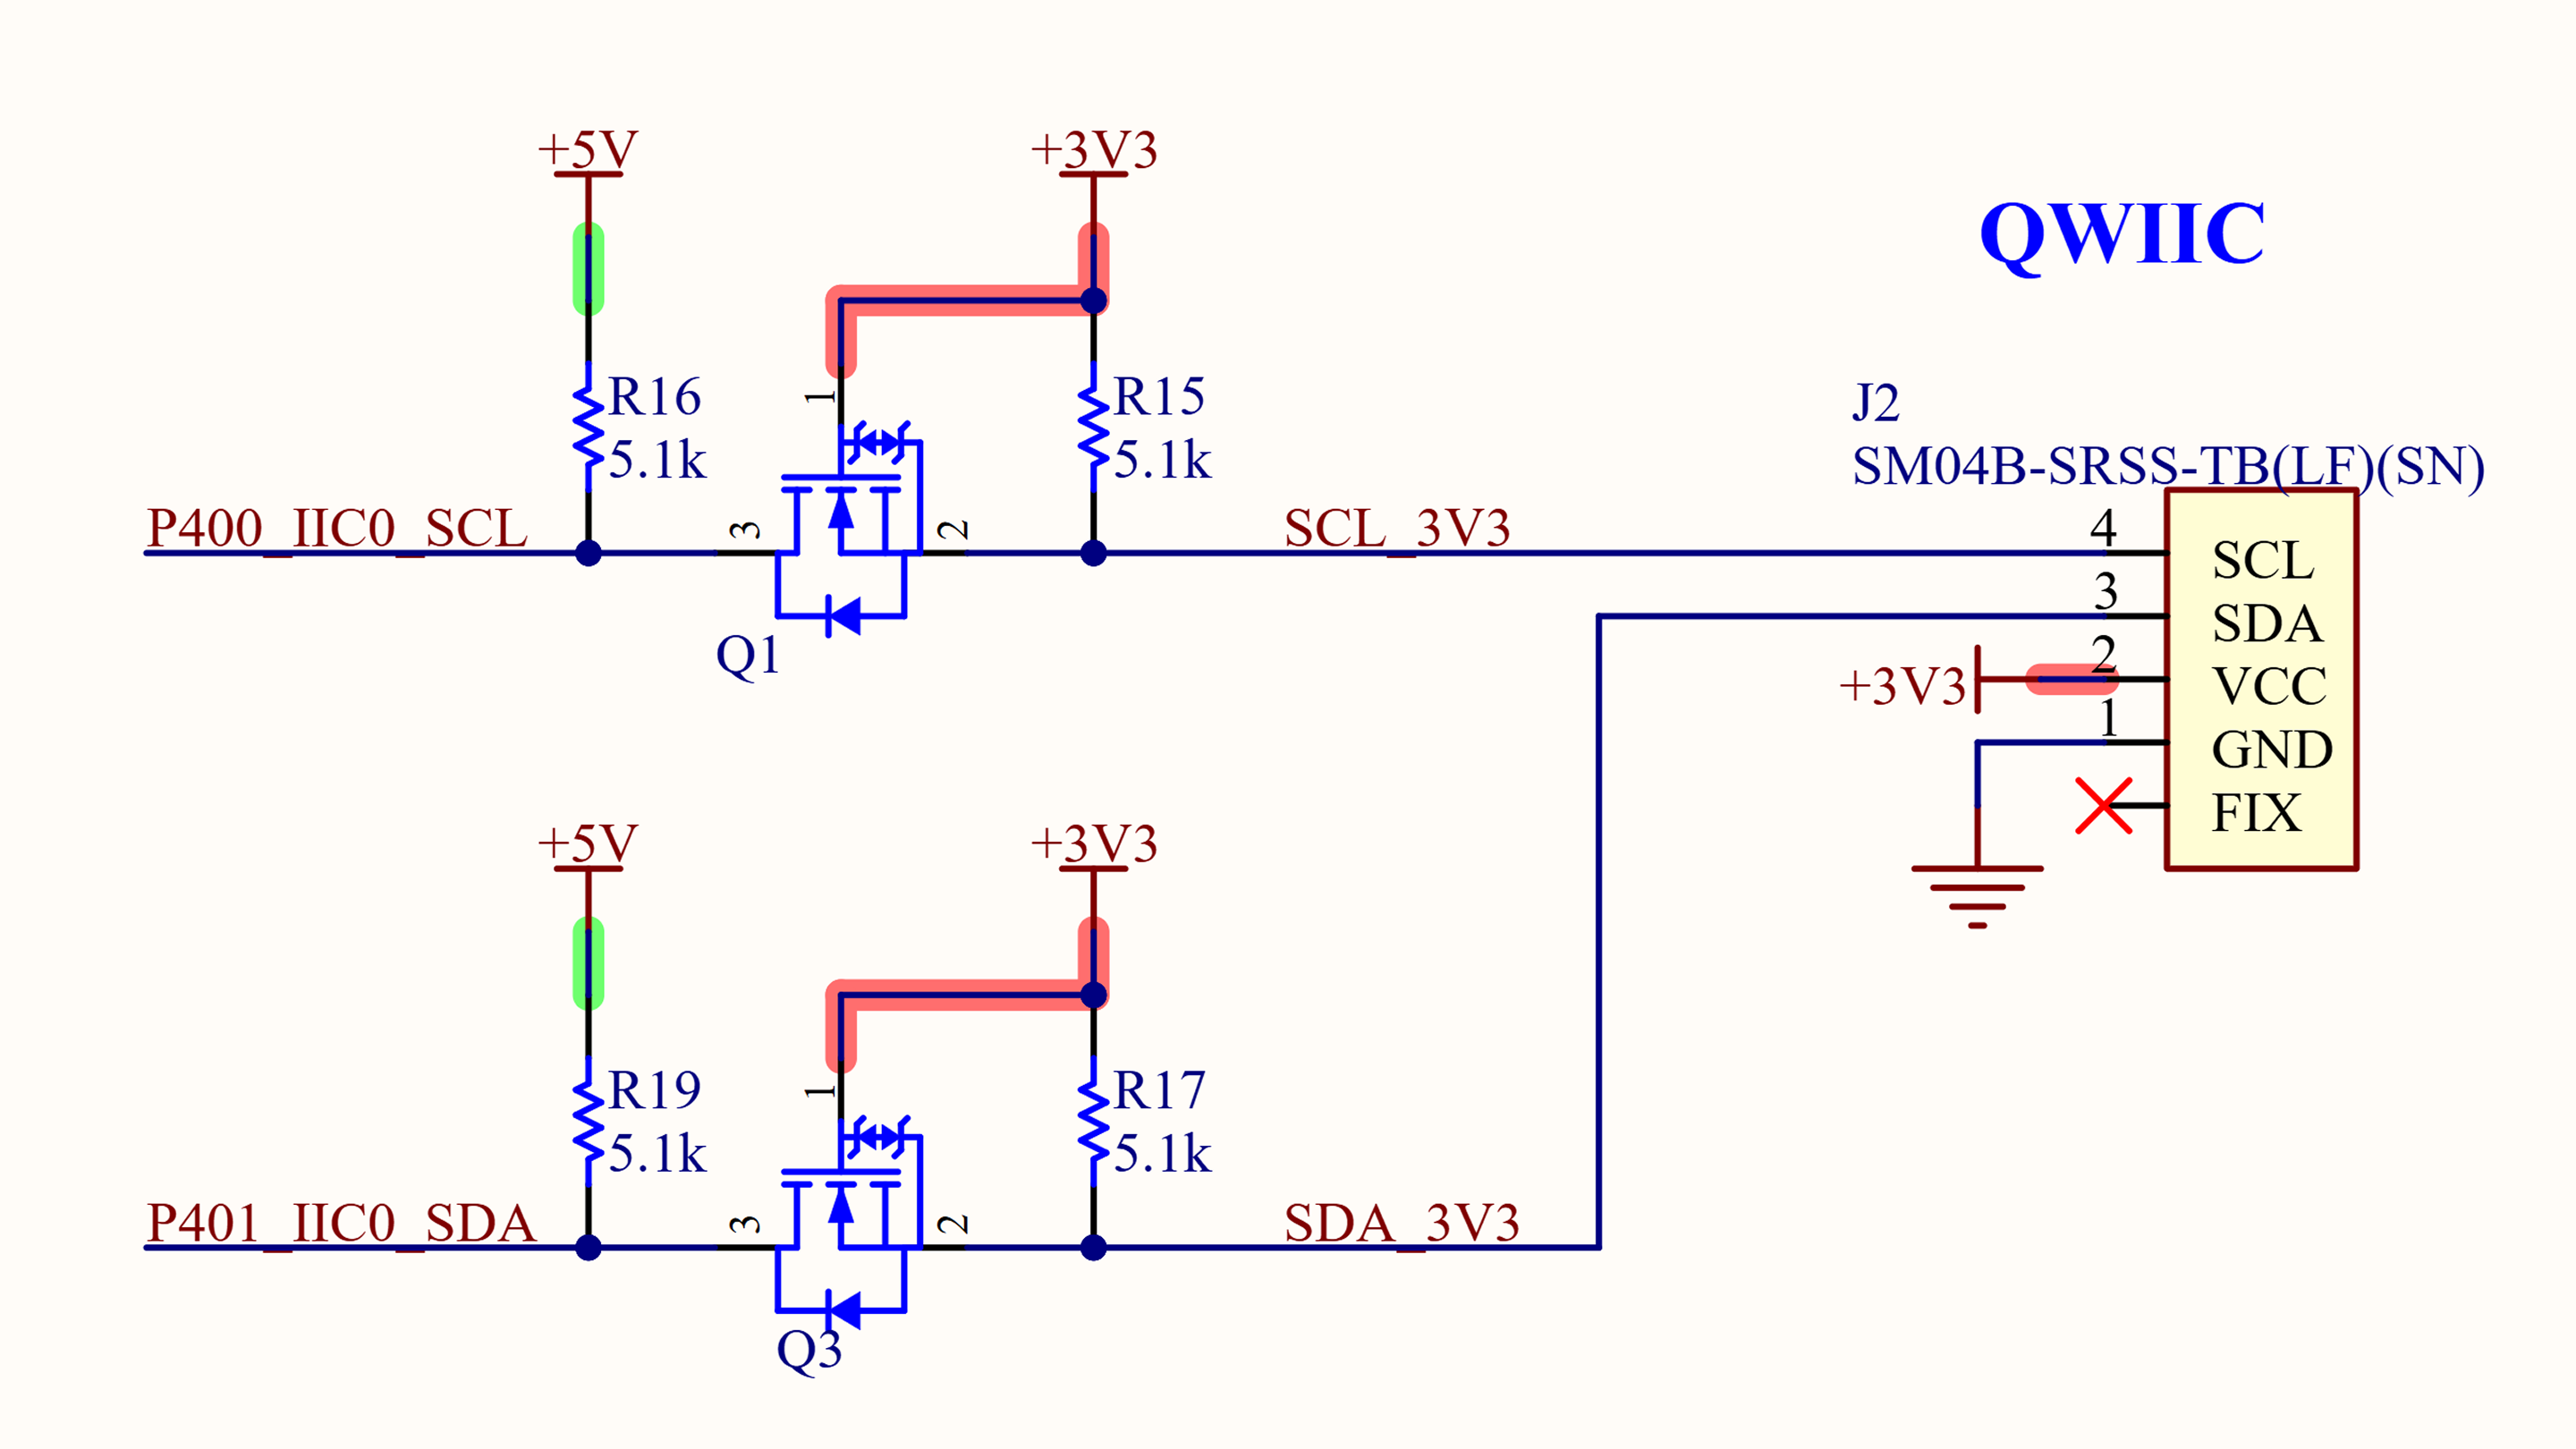 +5V
+3V3
QWIIC
R16
5.1k
1
R15
5.1k
J2
SM04B-SRSS-TB(LF)(SN)
P400_IIC0_SCL
3
2
SCL_3V3
4
SCL
3
SDA
Q1
+3V3
2
VCC
1
GND
FIX
+5V
+3V3
R19
5.1k
1
R17
5.1k
P401_IIC0_SDA
3
2
SDA_3V3
Q3